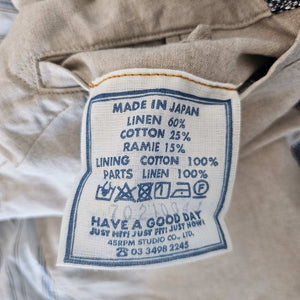 MADE IN JAPAN
LINEN 60%
COTTON 25%
RAMIE 15%
LINING COTTON 100%
PARTS LINEN 100%
HAVE A GOOD DAY
JUST HIT! JUST FIT! JUST NOW!
45RPM STUDIO CO., LTD.
☎ 03 3498 2245